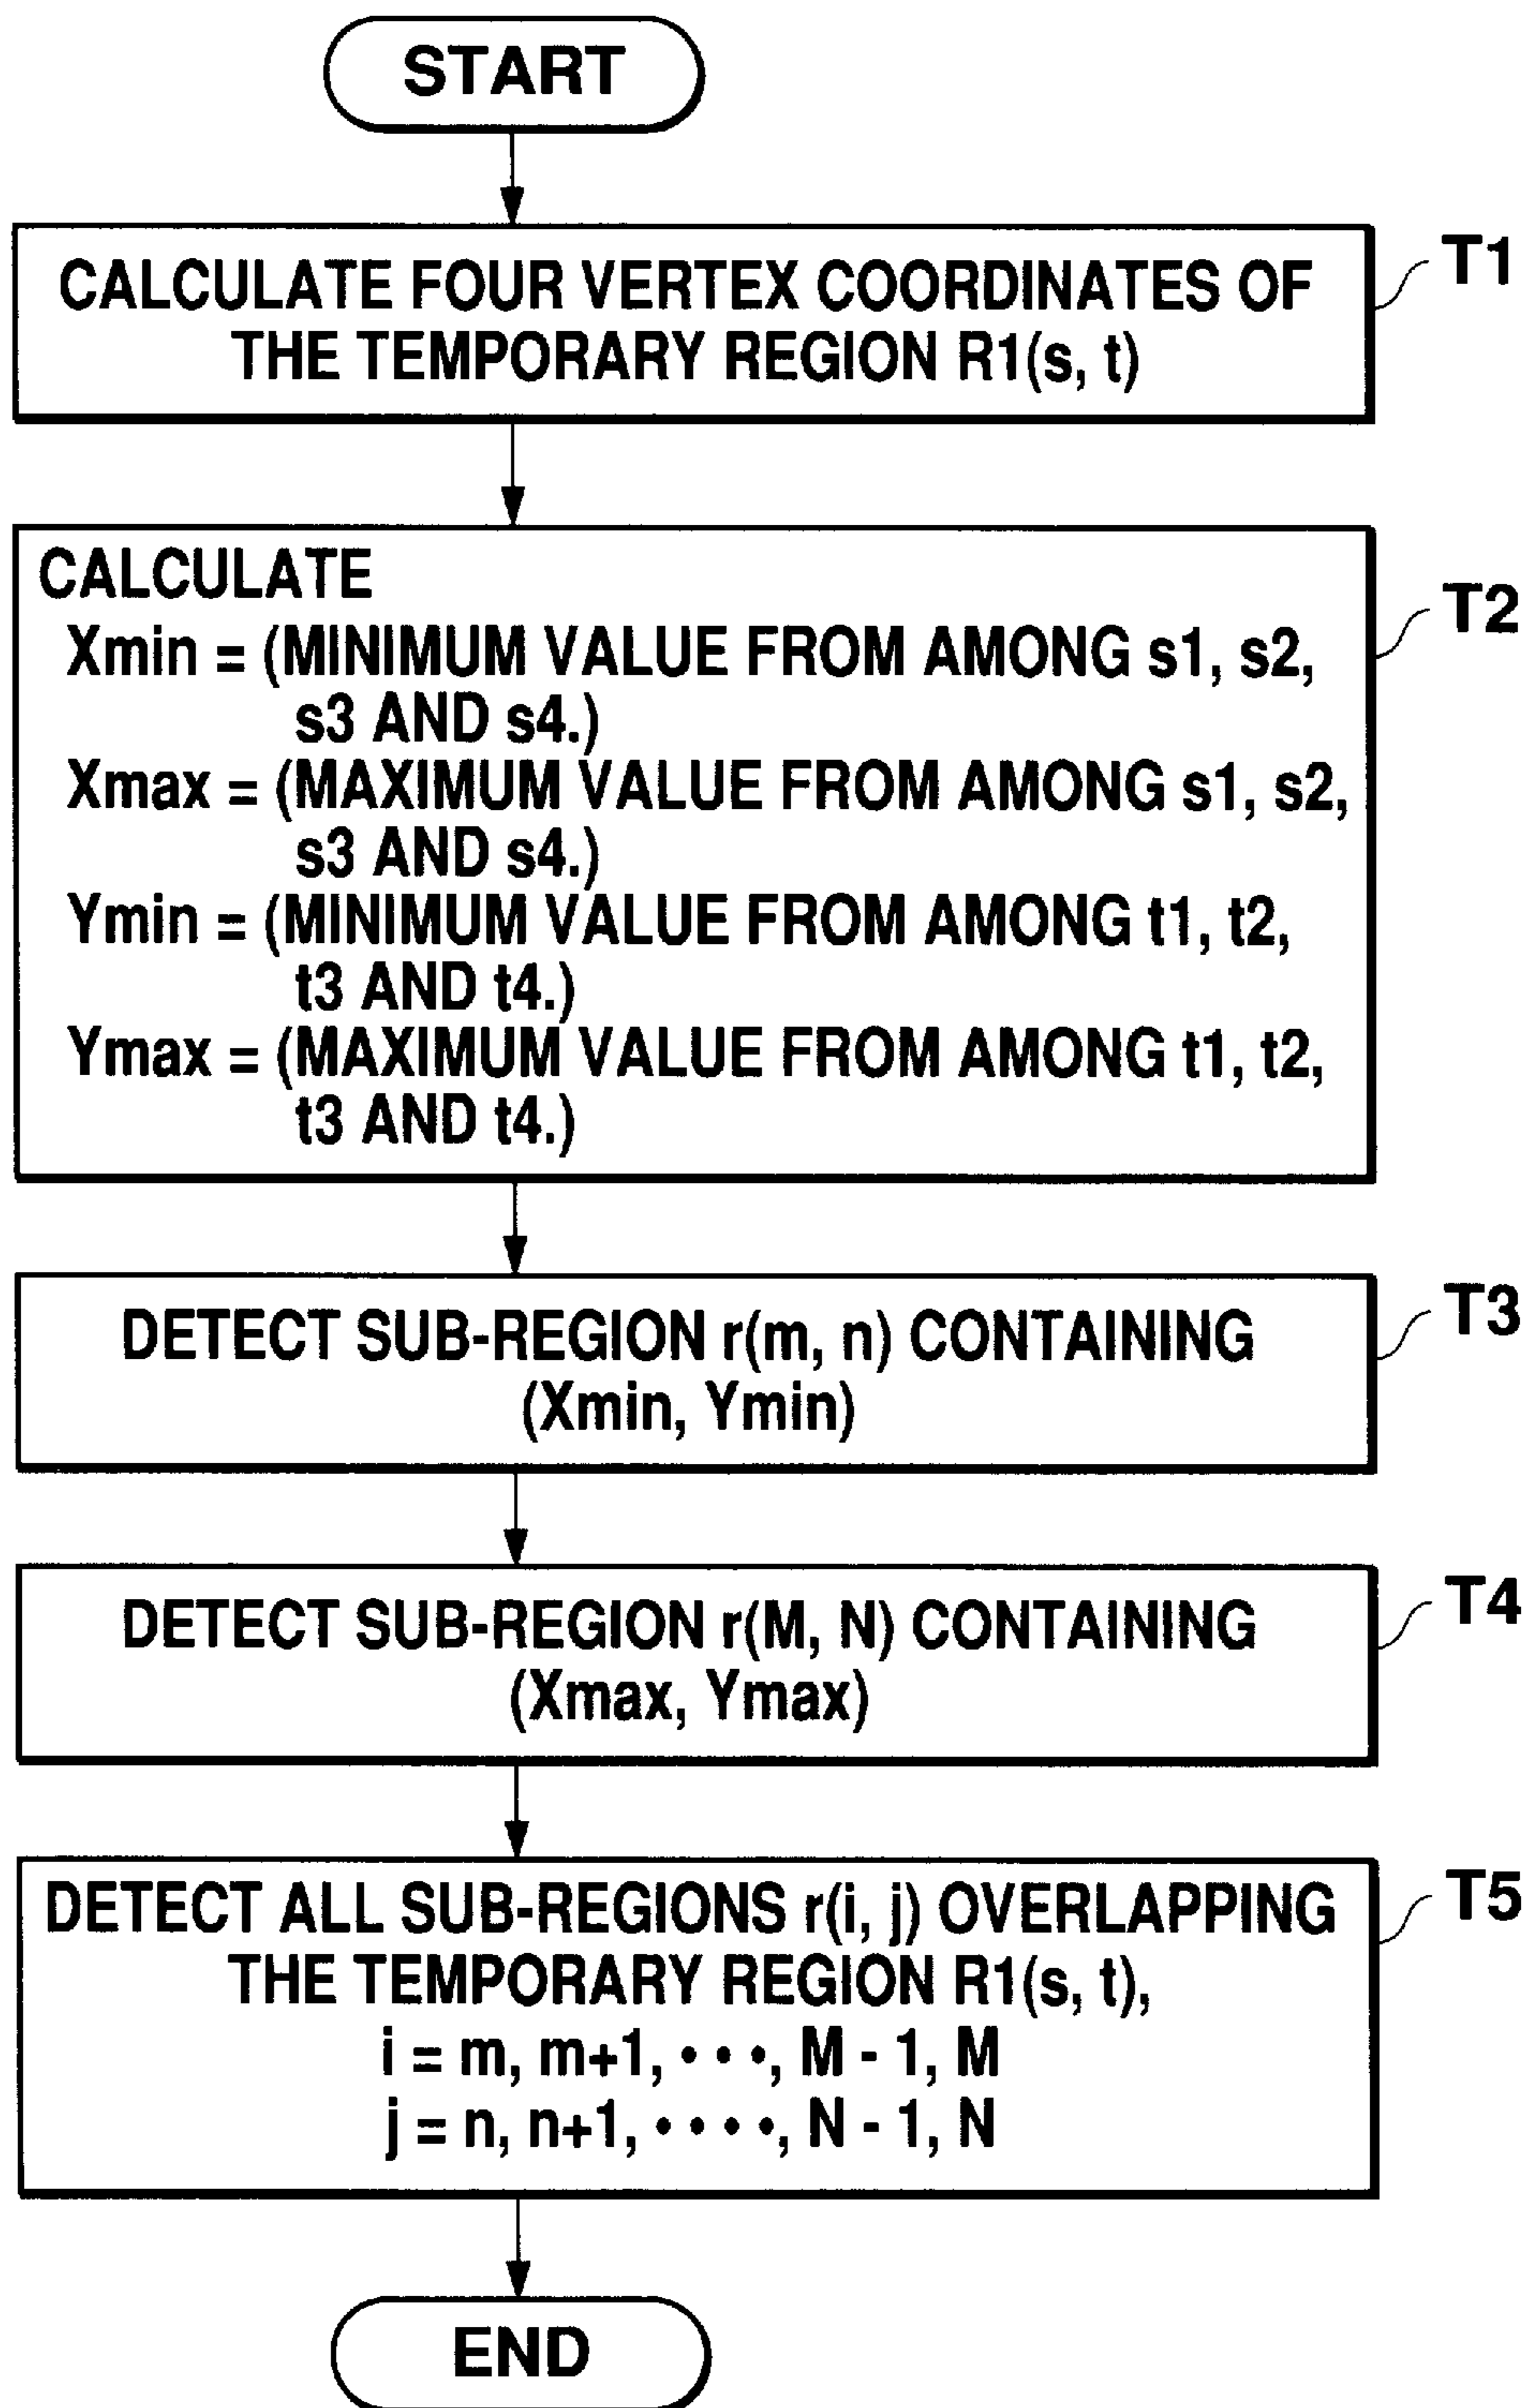 START
CALCULATE FOUR VERTEX COORDINATES OF
THE TEMPORARY REGION R1(s, t)
T1
CALCULATE
Xmin = (MINIMUM VALUE FROM AMONG s1, s2,
s3 AND s4.)
Xmax = (MAXIMUM VALUE FROM AMONG s1, s2,
s3 AND s4.)
Ymin = (MINIMUM VALUE FROM AMONG t1, t2,
t3 AND t4.)
Ymax = (MAXIMUM VALUE FROM AMONG t1, t2,
t3 AND t4.)
T2
DETECT SUB-REGION r(m, n) CONTAINING
(Xmin, Ymin)
T3
DETECT SUB-REGION r(M, N) CONTAINING
(Xmax, Ymax)
T4
DETECT ALL SUB-REGIONS r(i, j) OVERLAPPING
THE TEMPORARY REGION R1(s, t),
i = m, m+1, • • •, M - 1, M
j = n, n+1, • • • •, N - 1, N
T5
END